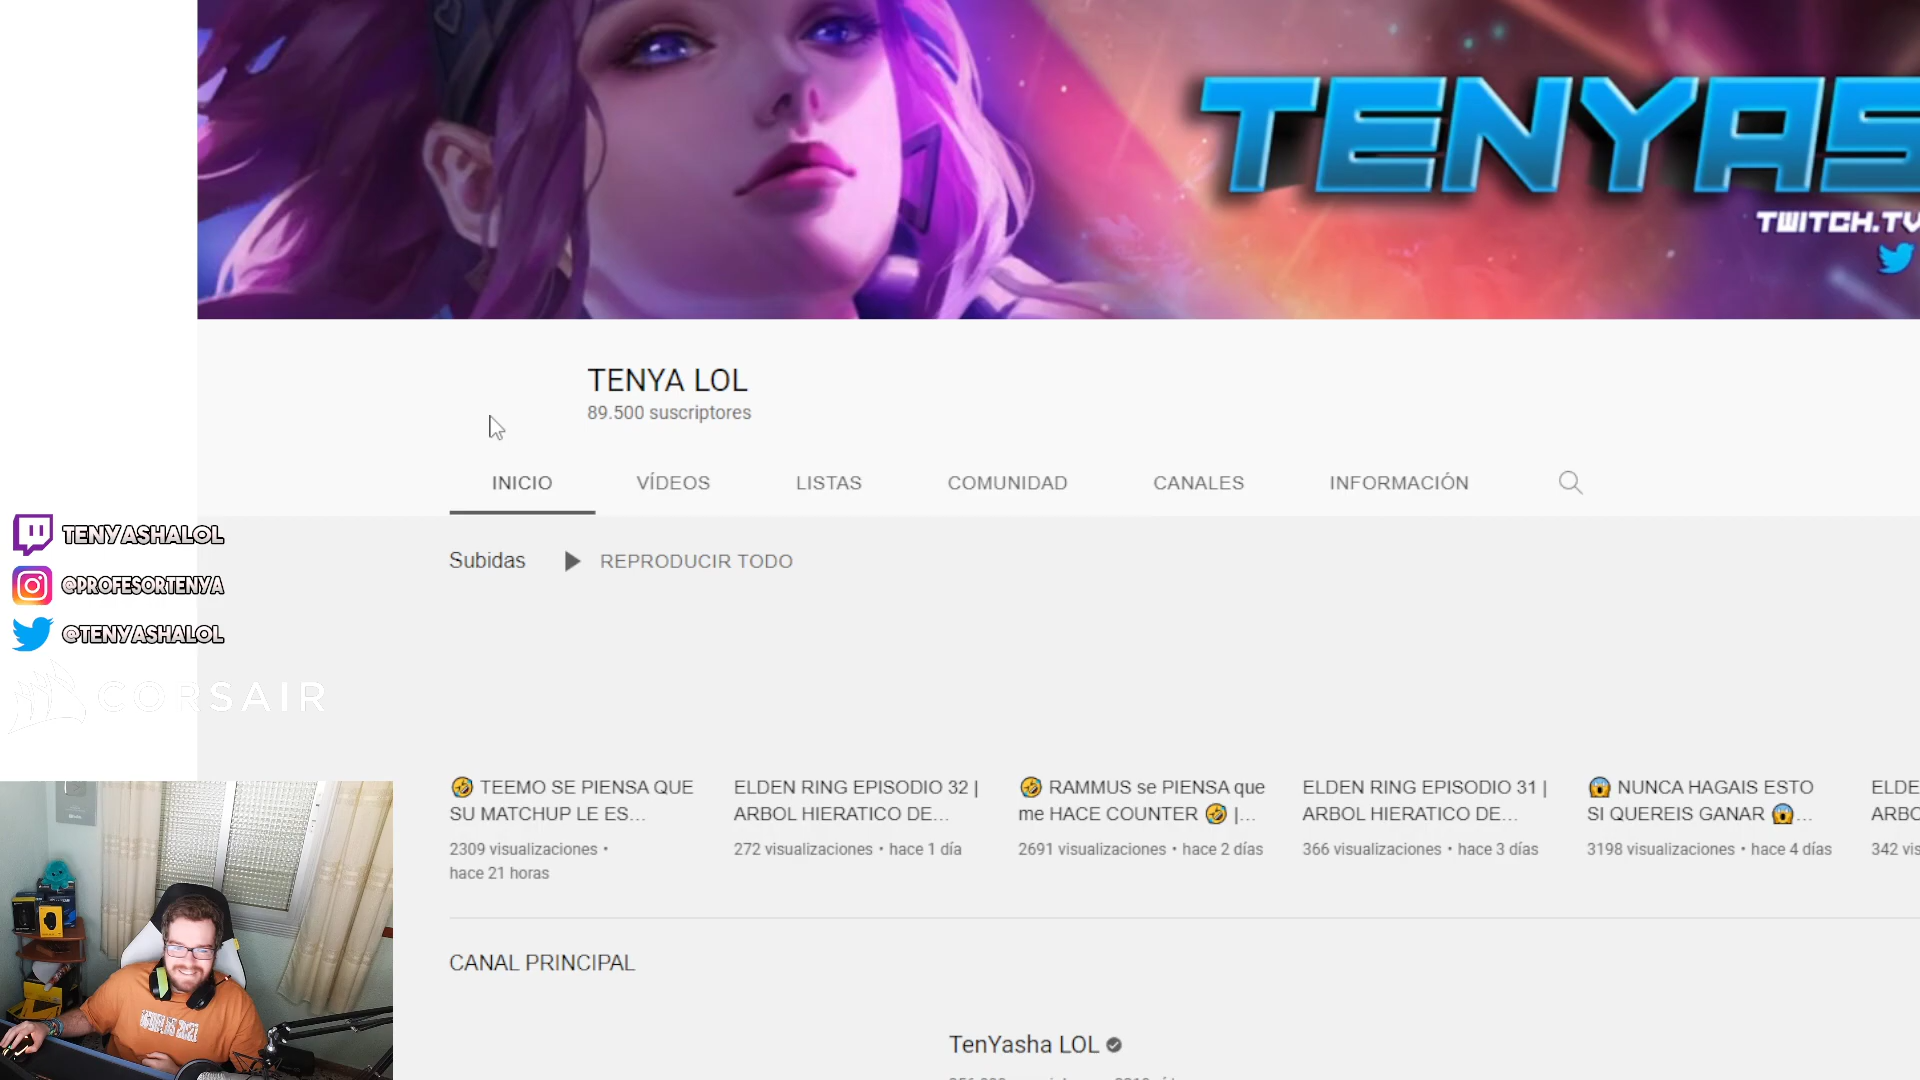 TENYAS
TWITCH.TV
TENYA LOL
89.500 suscriptores
INICIO
VÍDEOS
LISTAS
COMUNIDAD
CANALES
INFORMACIÓN
TENYASHALOL
@PROFESORTENYA
@TENYASHALOL
CORSAIR
Subidas
REPRODUCIR TODO
🤣 TEEMO SE PIENSA QUE
SU MATCHUP LE ES...
2309 visualizaciones •
hace 21 horas
ELDEN RING EPISODIO 32 |
ARBOL HIERATICO DE...
272 visualizaciones • hace 1 día
🤣 RAMMUS se PIENSA que
me HACE COUNTER 🤣 |...
2691 visualizaciones • hace 2 días
ELDEN RING EPISODIO 31 |
ARBOL HIERATICO DE...
366 visualizaciones • hace 3 días
😱 NUNCA HAGAIS ESTO
SI QUEREIS GANAR 😱...
3198 visualizaciones • hace 4 días
ELDE
ARBO
342 vis
CANAL PRINCIPAL
TenYasha LOL